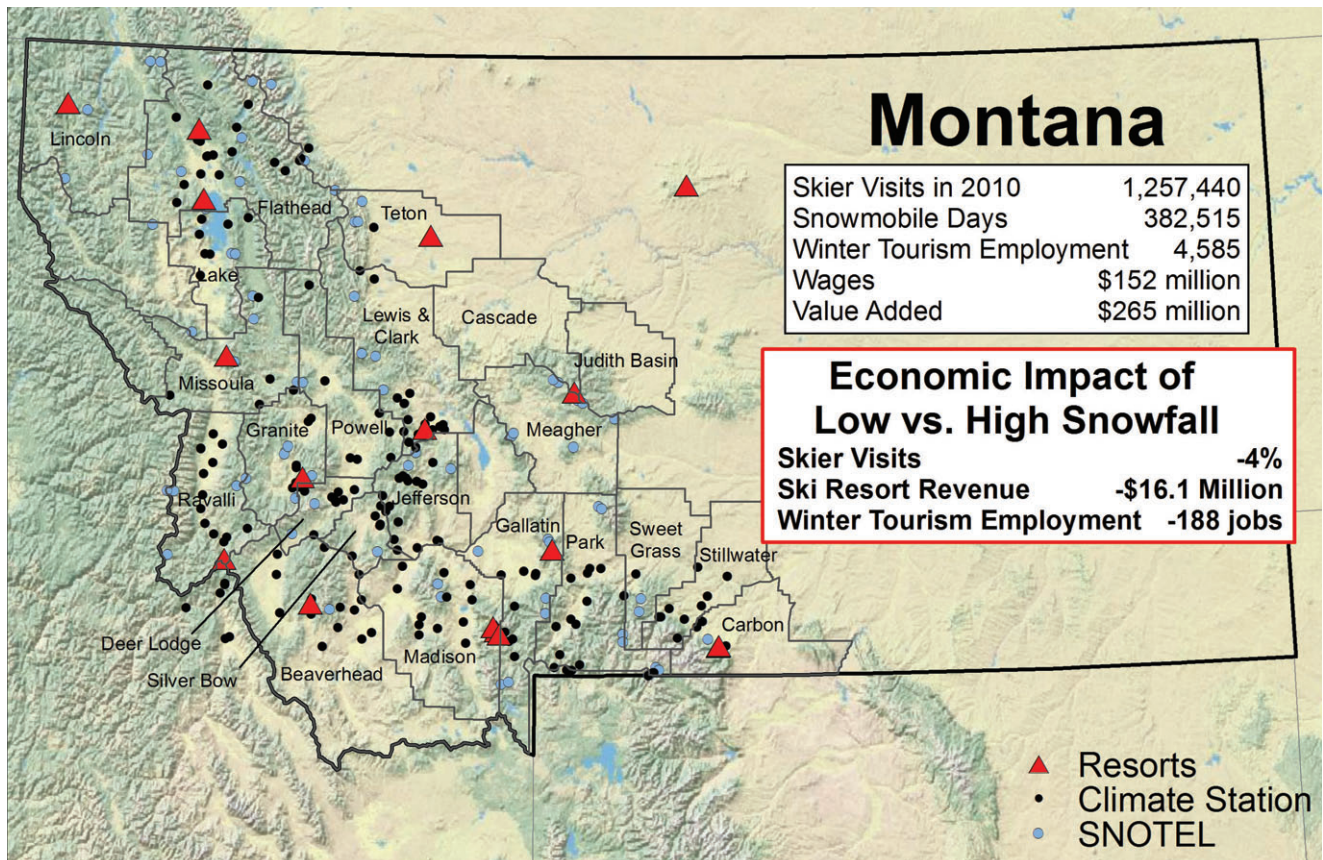 Montana
Skier Visits in 2010 1,257,440
Snowmobile Days 382,515
Winter Tourism Employment 4,585
Wages $152 million
Value Added $265 million
Economic Impact of
Low vs. High Snowfall
Skier Visits -4%
Ski Resort Revenue -$16.1 Million
Winter Tourism Employment -188 jobs
Lincoln
Flathead
Teton
Lake
Lewis &
Clark
Cascade
Judith Basin
Missoula
Granite
Powell
Meagher
Ravalli
Jefferson
Gallatin
Park
Sweet
Grass
Stillwater
Deer Lodge
Silver Bow
Beaverhead
Madison
Carbon
Resorts
Climate Station
SNOTEL